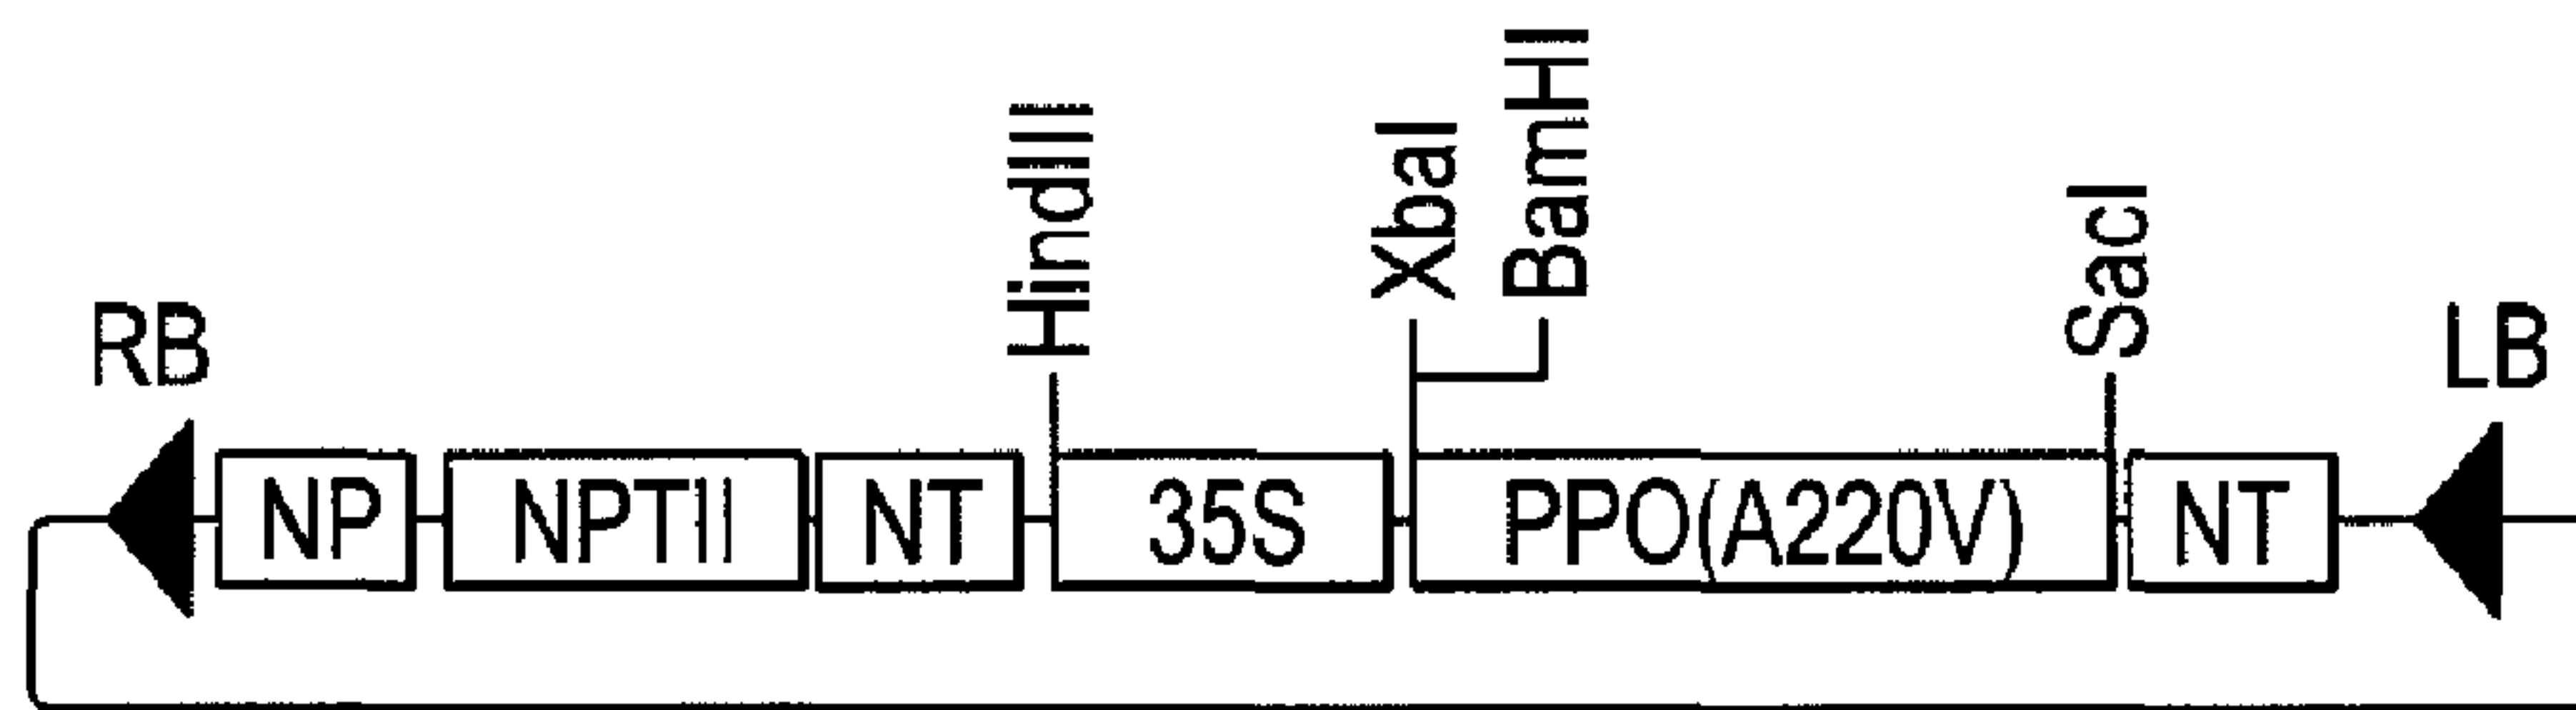 RB
HindIII
XbaI
BamHI
SacI
LB
NP
NPTII
NT
35S
PPO(A220V)
NT